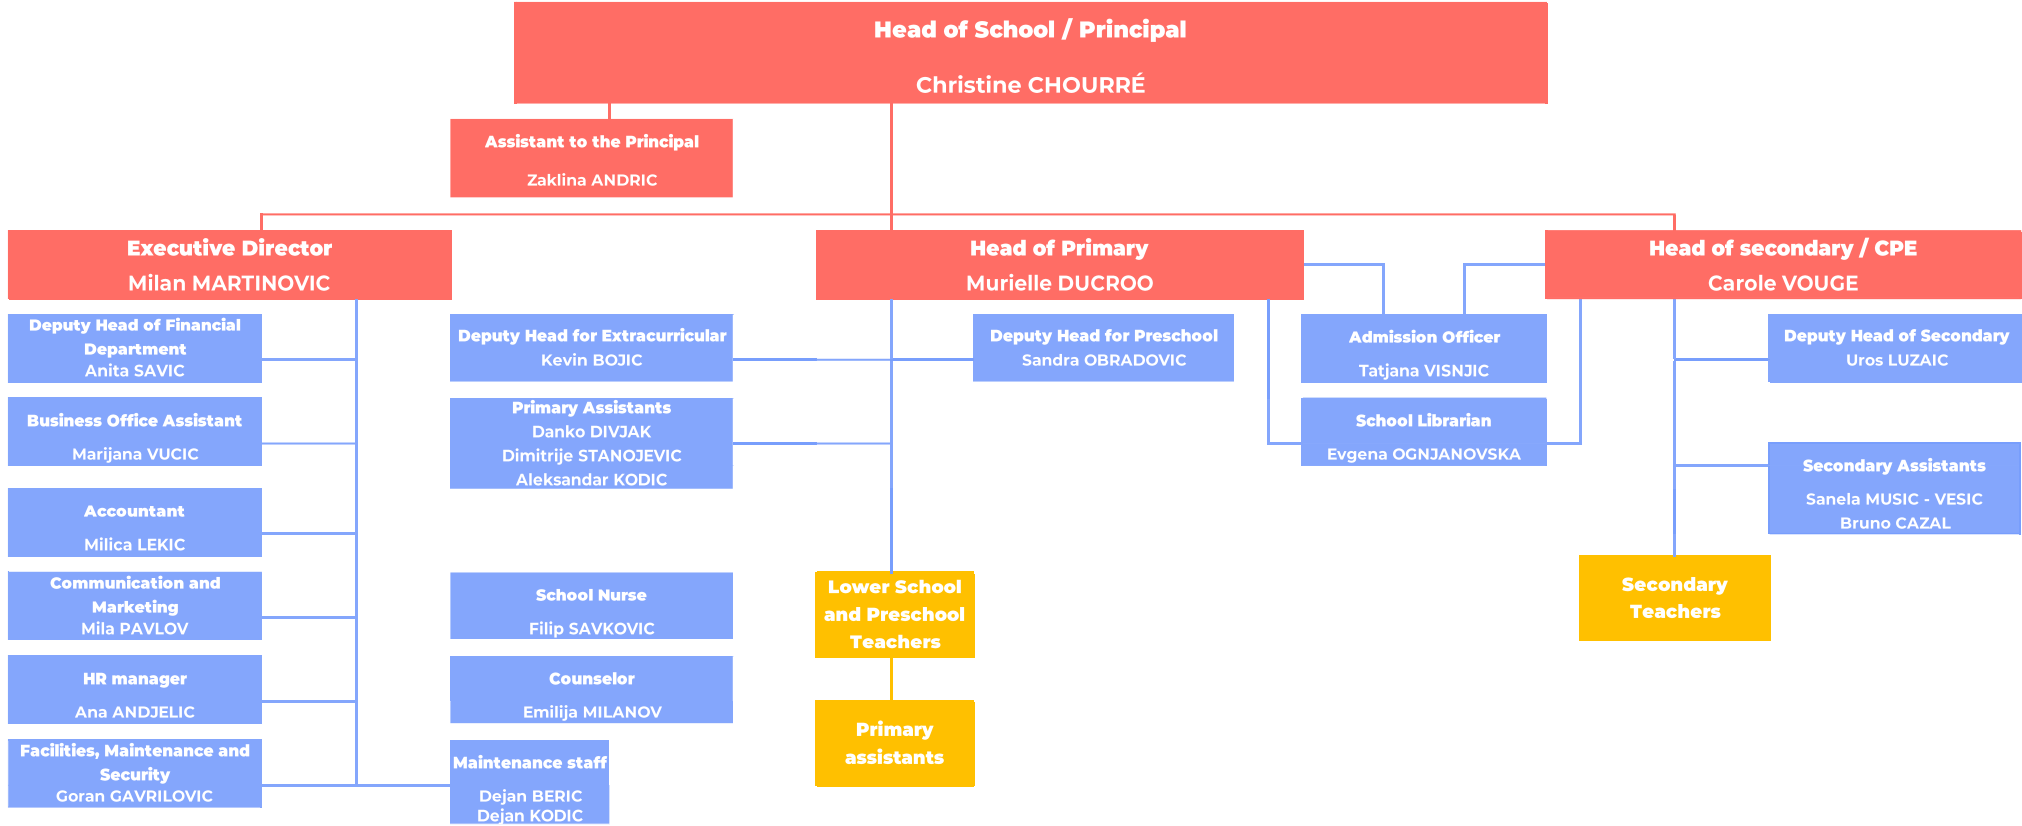 Head of School / Principal
Christine CHOURRÉ
Assistant to the Principal
Zaklina ANDRIC
Executive Director
Milan MARTINOVIC
Head of Primary
Murielle DUCROO
Head of secondary / CPE
Carole VOUGE
Deputy Head of Financial
Department
Anita SAVIC
Deputy Head for Extracurricular
Kevin BOJIC
Deputy Head for Preschool
Sandra OBRADOVIC
Admission Officer
Tatjana VISNJIC
Deputy Head of Secondary
Uros LUZAIC
Business Office Assistant
Marijana VUCIC
Primary Assistants
Danko DIVJAK
Dimitrije STANOJEVIC
Aleksandar KODIC
School Librarian
Evgena OGNJANOVSKA
Secondary Assistants
Sanela MUSIC - VESIC
Bruno CAZAL
Accountant
Milica LEKIC
Communication and
Marketing
Mila PAVLOV
School Nurse
Filip SAVKOVIC
Lower School
and Preschool
Teachers
Secondary
Teachers
HR manager
Ana ANDJELIC
Counselor
Emilija MILANOV
Primary
assistants
Facilities, Maintenance and
Security
Goran GAVRILOVIC
Maintenance staff
Dejan BERIC
Dejan KODIC